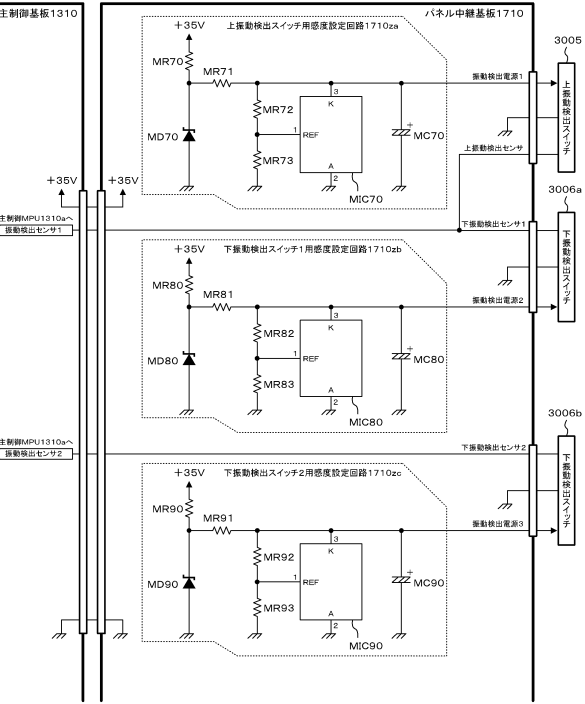 主制御基板1310
パネル中継基板1710
+35V
上振動検出スイッチ用感度設定回路1710za
MR70
MR71
MR72
MR73
MD70
1
REF
3
K
A
2
MIC70
+
MC70
振動検出電源1
上振動検出センサ
3005
上振動検出スイッチ
+35V
+35V
主制御MPU1310aへ
振動検出センサ1
下振動検出センサ1
3006a
下振動検出スイッチ
+35V
下振動検出スイッチ1用感度設定回路1710zb
MR80
MR81
MR82
MR83
MD80
1
REF
3
K
A
2
MIC80
+
MC80
振動検出電源2
主制御MPU1310aへ
振動検出センサ2
下振動検出センサ2
3006b
下振動検出スイッチ
+35V
下振動検出スイッチ2用感度設定回路1710zc
MR90
MR91
MR92
MR93
MD90
1
REF
3
K
A
2
MIC90
+
MC90
振動検出電源3